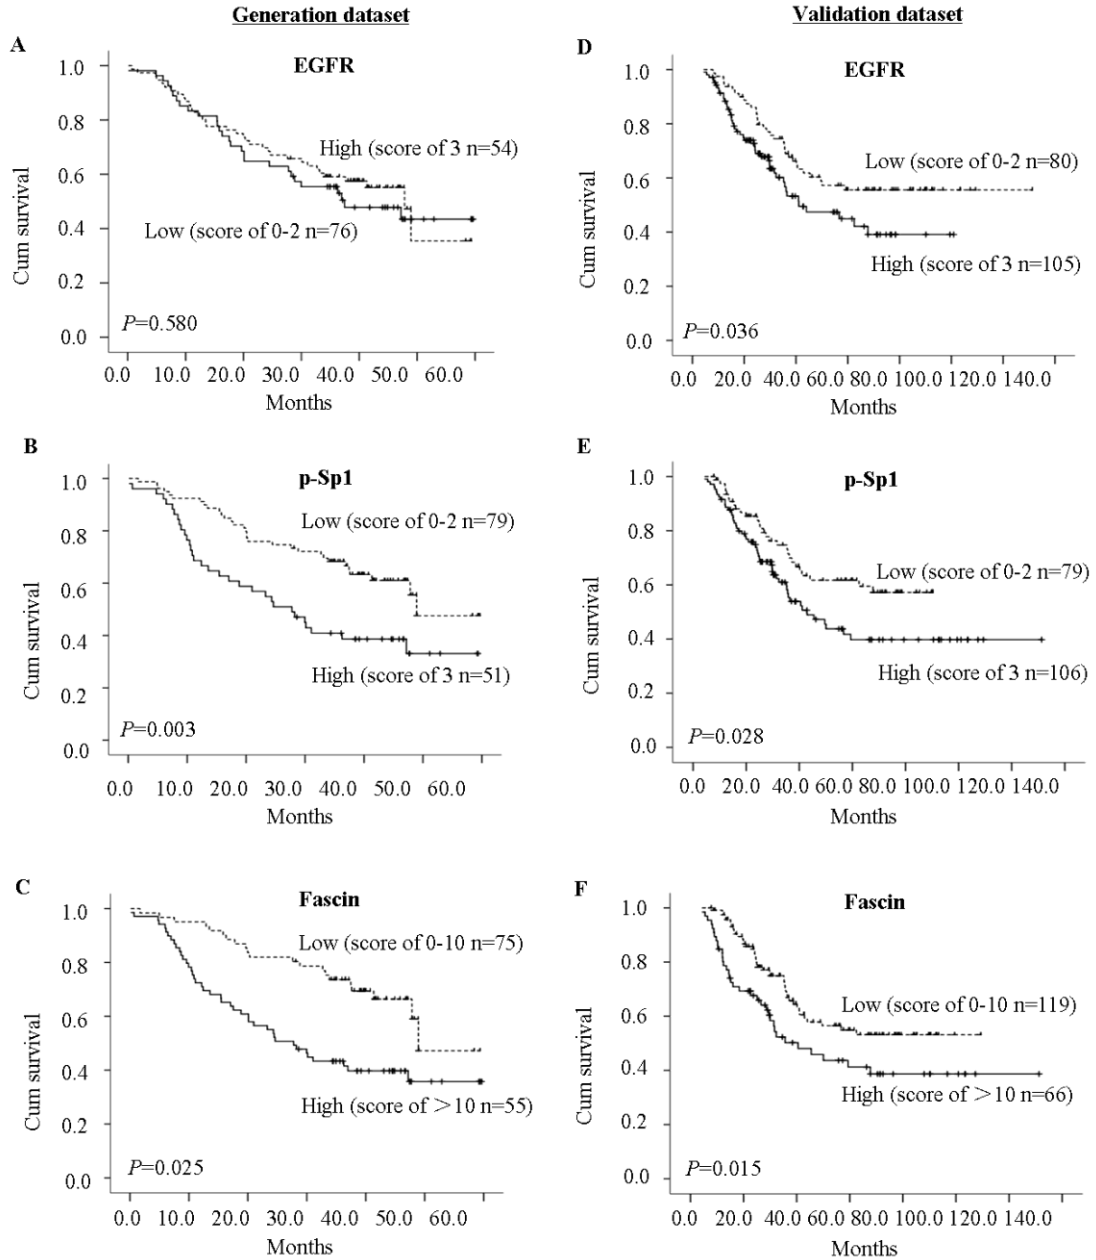 Generation dataset
Validation dataset
A
EGFR
1.0
0.8
0.6
0.4
0.2
0.0
Cum survival
High (score of 3 n=54)
Low (score of 0-2 n=76)
P=0.580
0.0 10.0 20.0 30.0 40.0 50.0 60.0
Months
D
EGFR
1.0
0.8
0.6
0.4
0.2
0.0
Cum survival
Low (score of 0-2 n=80)
High (score of 3 n=105)
P=0.036
0.0 20.0 40.0 60.0 80.0 100.0 120.0 140.0
Months
B
p-Sp1
1.0
0.8
0.6
0.4
0.2
0.0
Cum survival
Low (score of 0-2 n=79)
High (score of 3 n=51)
P=0.003
0.0 10.0 20.0 30.0 40.0 50.0 60.0
Months
E
p-Sp1
1.0
0.8
0.6
0.4
0.2
0.0
Cum survival
Low (score of 0-2 n=79)
High (score of 3 n=106)
P=0.028
0.0 20.0 40.0 60.0 80.0 100.0 120.0 140.0
Months
C
Fascin
1.0
0.8
0.6
0.4
0.2
0.0
Cum survival
Low (score of 0-10 n=75)
High (score of >10 n=55)
P=0.025
0.0 10.0 20.0 30.0 40.0 50.0 60.0
Months
F
Fascin
1.0
0.8
0.6
0.4
0.2
0.0
Cum survival
Low (score of 0-10 n=119)
High (score of >10 n=66)
P=0.015
0.0 20.0 40.0 60.0 80.0 100.0 120.0 140.0
Months